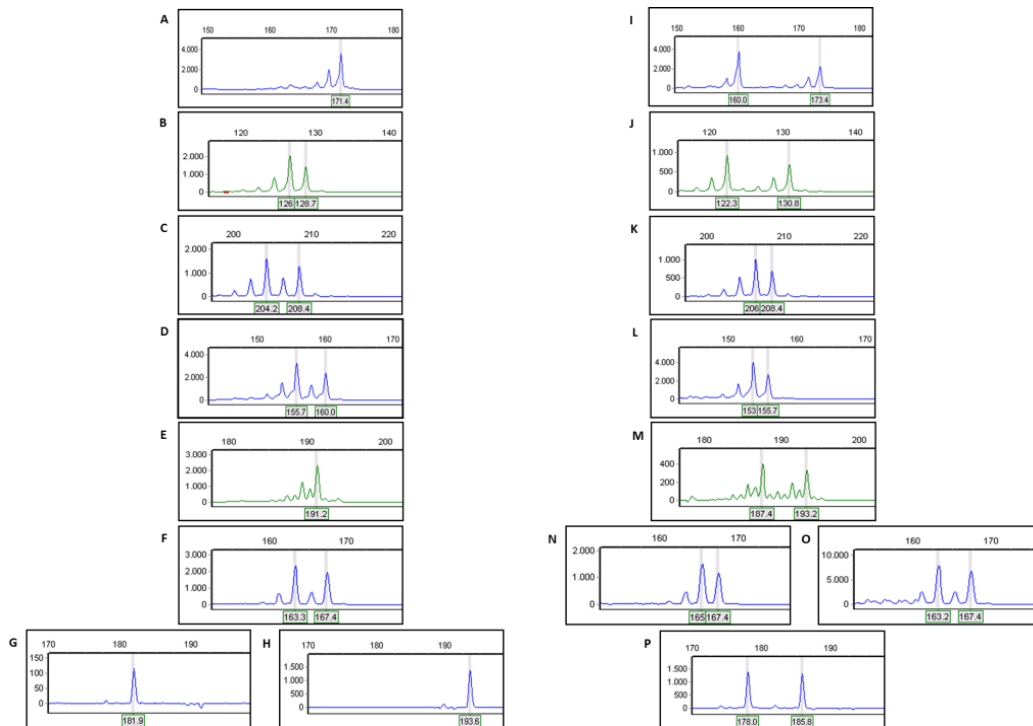 A
150 160 170 180
4.000
2.000
0
171.4
B
120 130 140
2.000
1.000
0
126 128.7
C
200 210 220
2.000
1.000
0
204.2 208.4
D
150 160 170
4.000
2.000
0
155.7 160.0
E
180 190 200
3.000
2.000
1.000
0
191.2
F
160 170
3.000
2.000
1.000
0
163.3 167.4
G
170 180 190
150
100
50
0
181.9
H
170 180 190
1.500
1.000
500
0
193.6
I
150 160 170 180
4.000
2.000
0
160.0 173.4
J
120 130 140
1.000
500
0
122.3 130.8
K
200 210 220
1.000
500
0
206 208.4
L
150 160 170
4.000
2.000
0
153 155.7
M
180 190 200
400
200
0
187.4 193.2
N
160 170
2.000
1.000
0
165 167.4
O
160 170
10.000
5.000
0
163.2 167.4
P
170 180 190
1.500
1.000
500
0
178.0 185.8